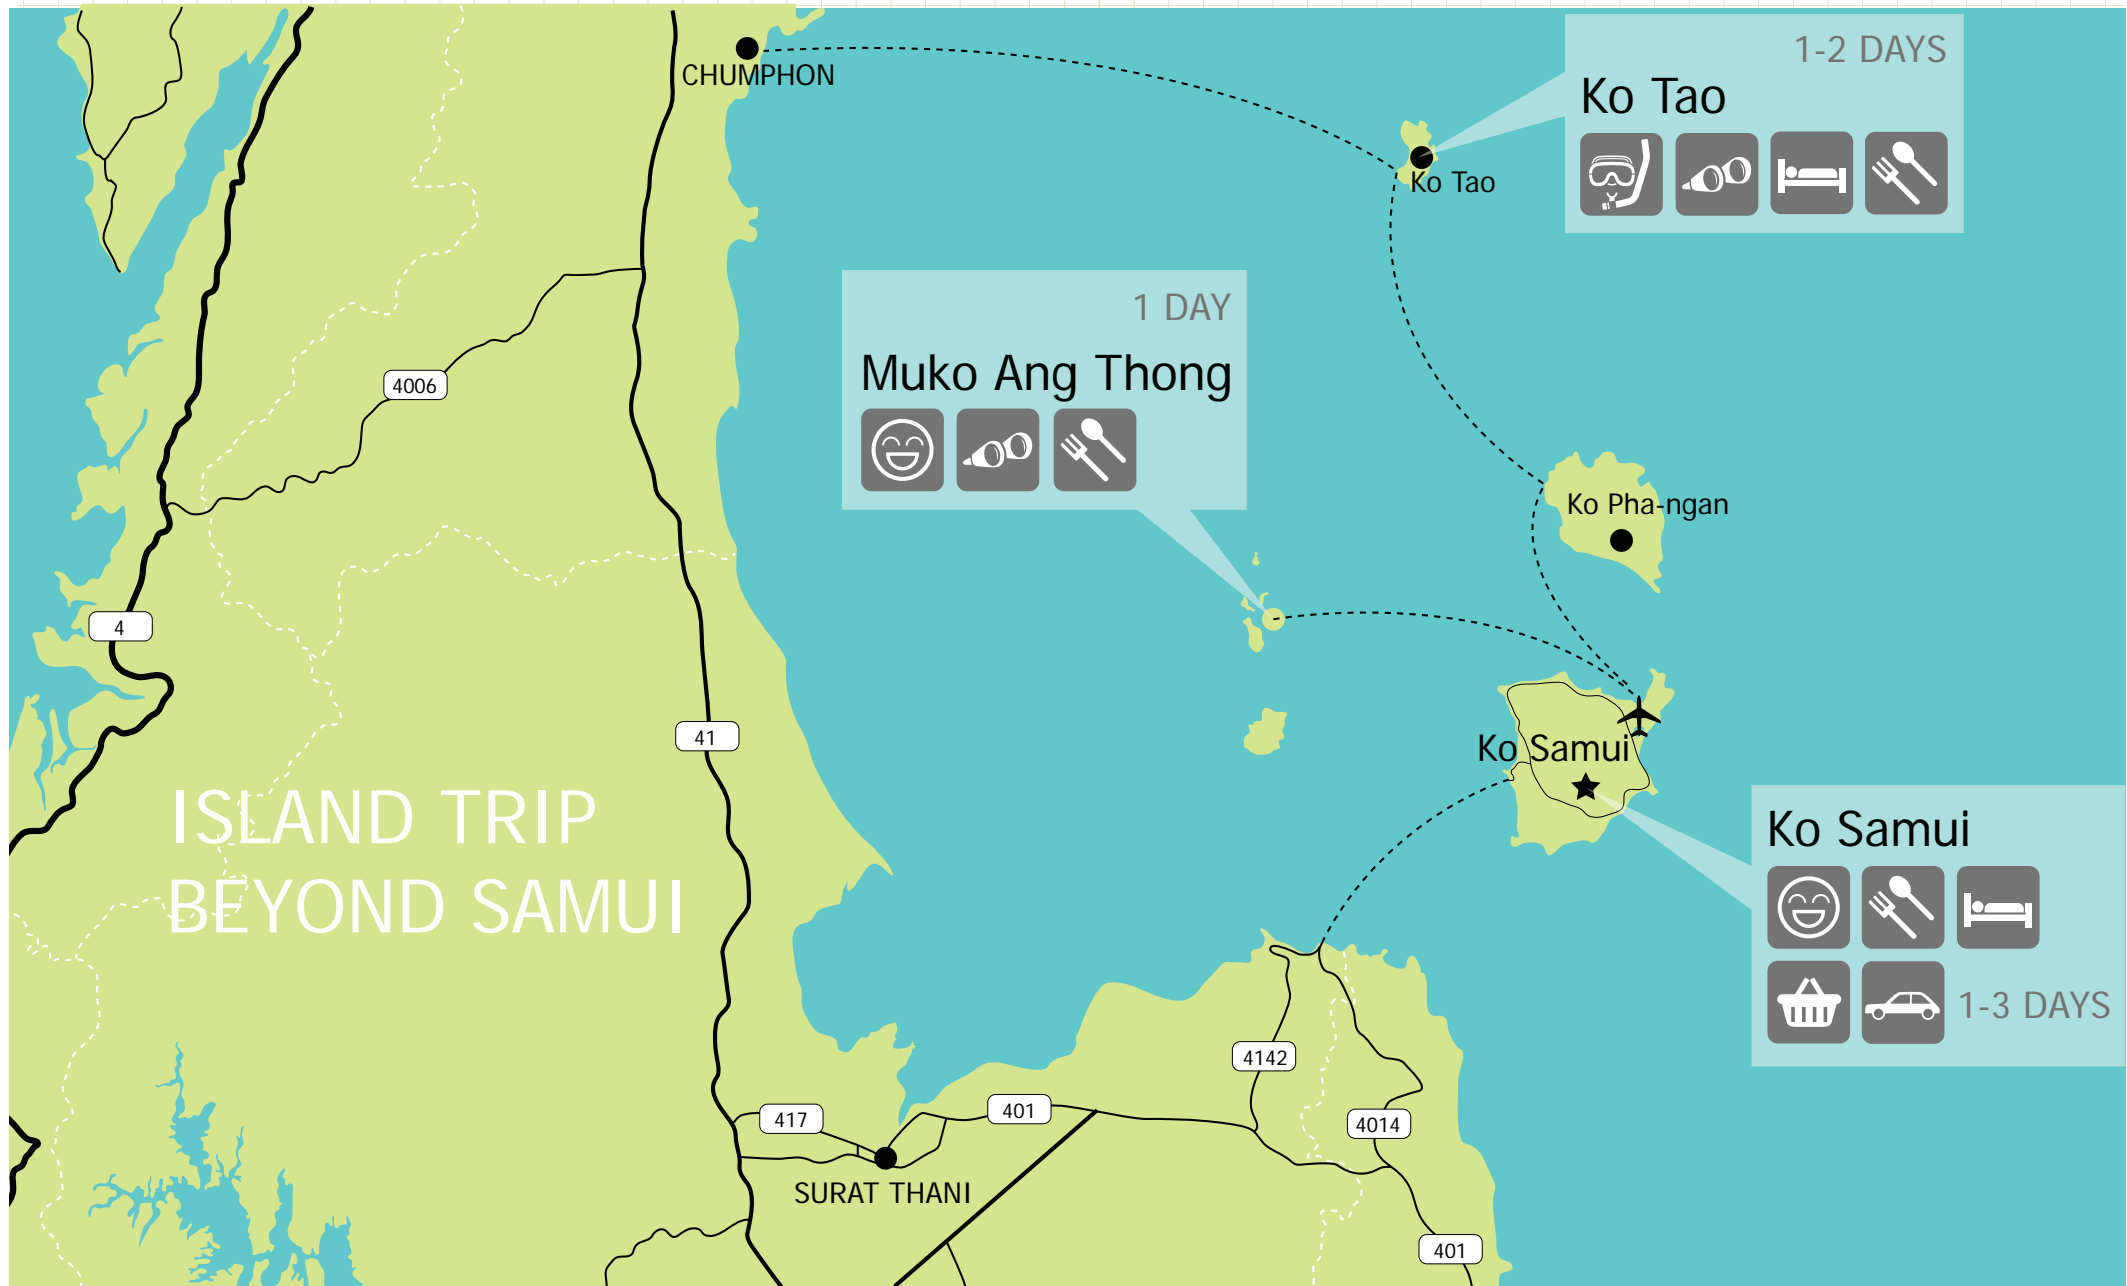 CHUMPHON
1-2 DAYS
Ko Tao
Ko Tao
1 DAY
Muko Ang Thong
4006
Ko Pha-ngan
4
41
Ko Samui
ISLAND TRIP
BEYOND SAMUI
Ko Samui
1-3 DAYS
4142
417
401
4014
SURAT THANI
401